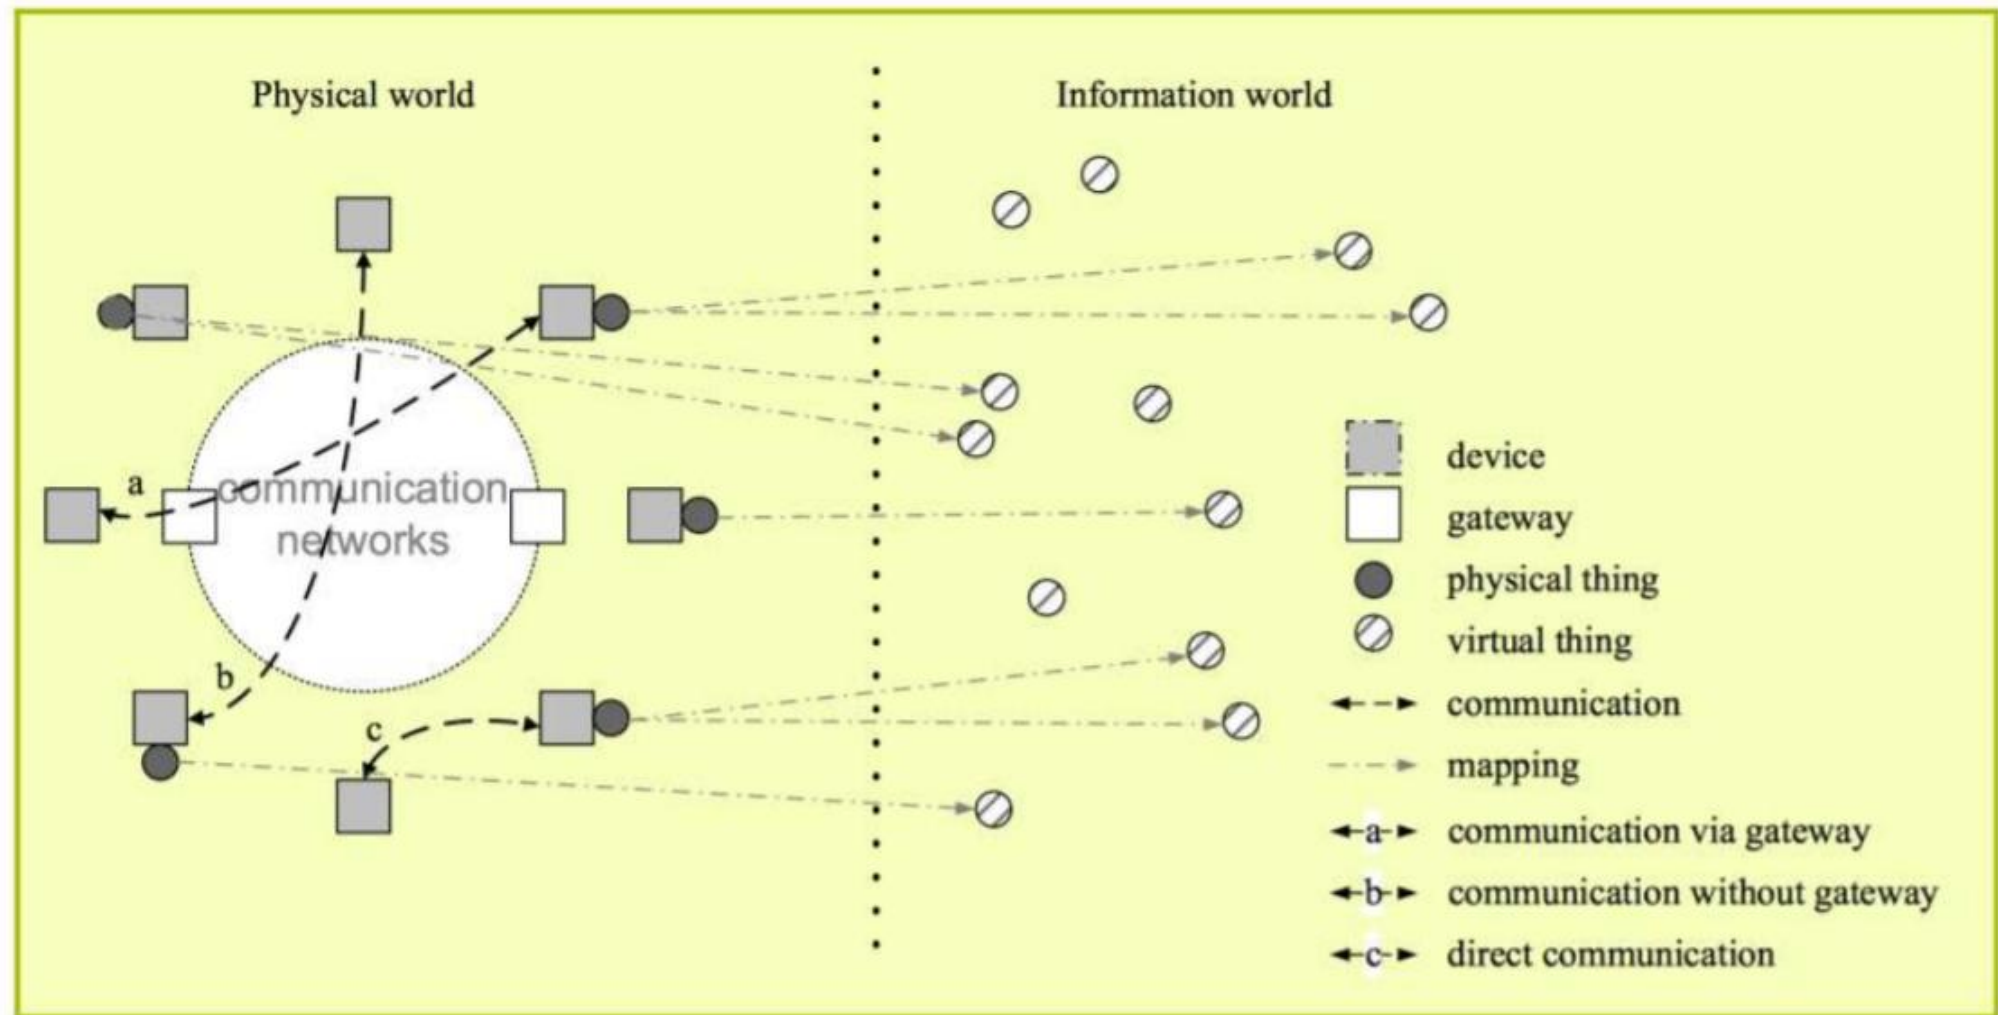 Physical world
Information world
a
communication
networks
b
c
device
gateway
physical thing
virtual thing
communication
mapping
a communication via gateway
b communication without gateway
c direct communication